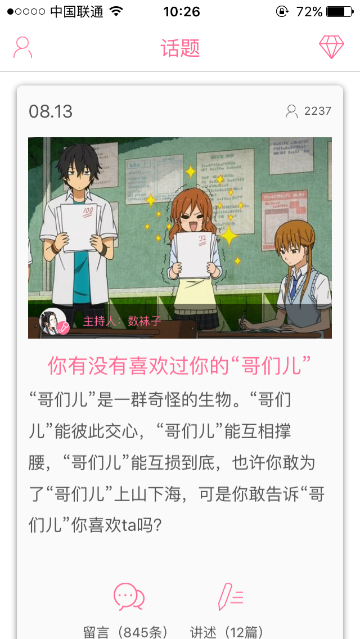 中国联通 10:26 72%
话题
08.13 2237
主持人：数袜子
你有没有喜欢过你的“哥们儿”
“哥们儿”是一群奇怪的生物。“哥们
儿”能彼此交心，“哥们儿”能互相撑
腰，“哥们儿”能互损到底，也许你敢为
了“哥们儿”上山下海，可是你敢告诉“哥
们儿”你喜欢ta吗？
留言（845条） 讲述（12篇）